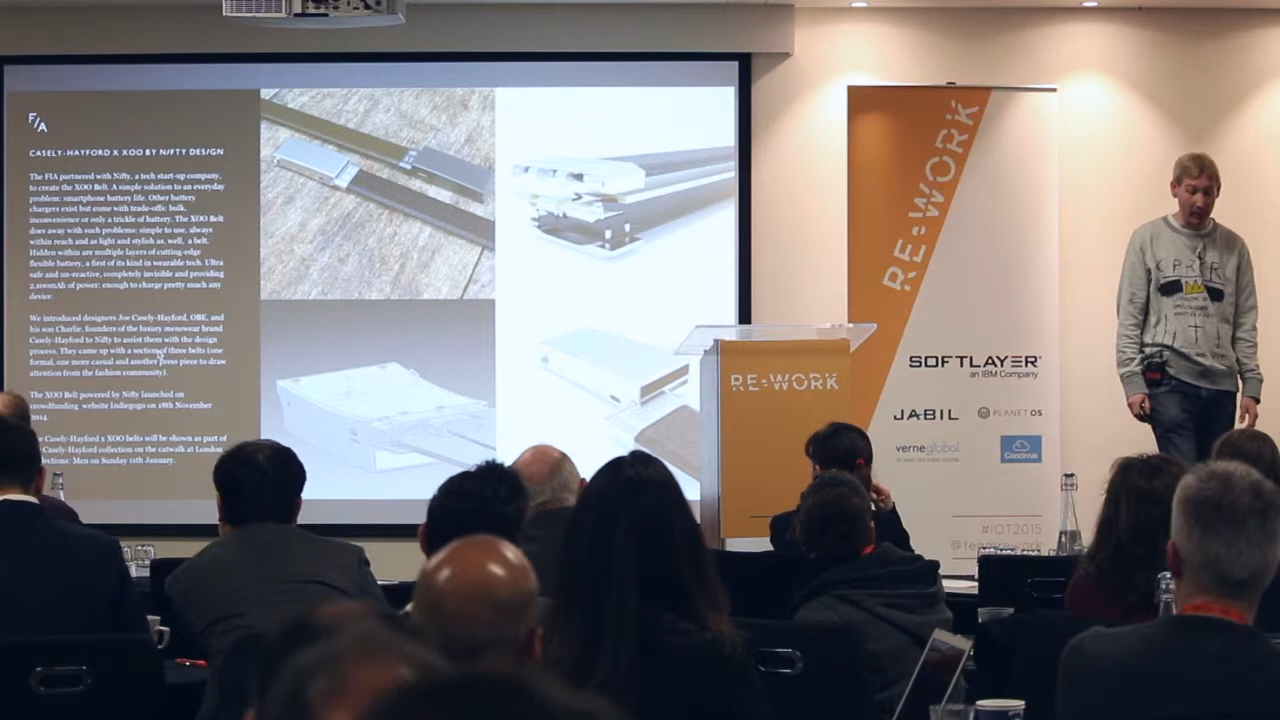 F/A
CASELY-HAYFORD X XOO BY NIFTY DESIGN
The FIA partnered with Nifty, a tech start-up company,
to create the XOO Belt. A simple solution to an everyday
problem: smartphone battery life. Other battery
chargers exist but come with trade-offs: bulk,
inconvenience or only a trickle of battery. The XOO Belt
does away with such problems: simple to use, always
within reach and as light and stylish as, well, a belt.
Hidden within are multiple layers of cutting-edge
flexible battery, a first of its kind in wearable tech. Ultra
safe and un-reactive, completely invisible and providing
2,100mAh of power: enough to charge pretty much any
device.
We introduced designers Joe Casely-Hayford, OBE, and
his son Charlie, founders of the luxury menswear brand
Casely-Hayford to Nifty to assist them with the design
process. They came up with a section of three belts (one
formal, one more casual and another press piece to draw
attention from the fashion community).
The XOO Belt powered by Nifty launched on
crowdfunding website Indiegogo on 18th November
2014.
Casely-Hayford x XOO belts will be shown as part of
Casely-Hayford collection on the catwalk at London
Collections: Men on Sunday 11th January.
RE:WORK
RE:WORK
SOFTLAYER
an IBM Company
JABIL
PLANET OS
verneglobal
Concirrus
#IOT2015
@teamrework
CPRFR